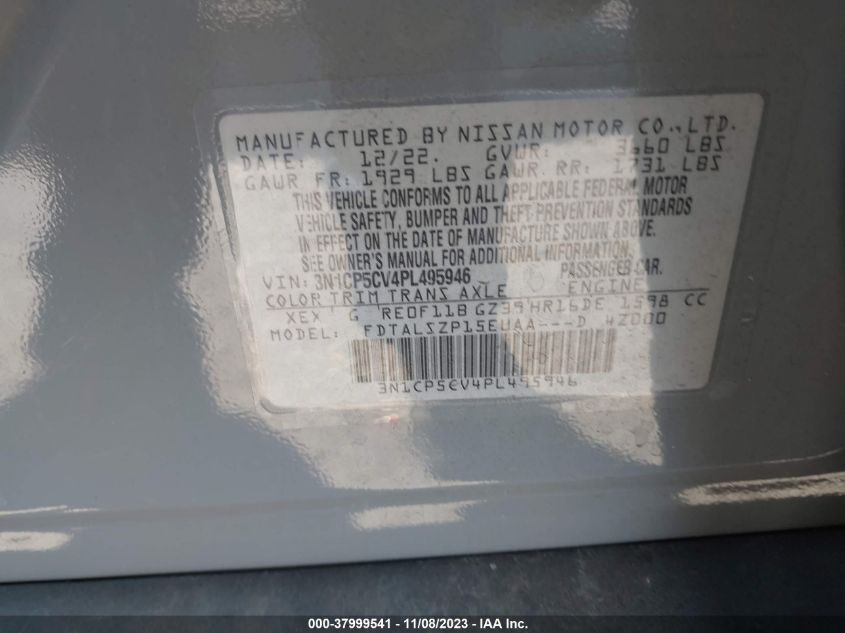 MANUFACTURED BY NISSAN MOTOR CO., LTD.
DATE: 12/22. GVWR: 3660 LBS
GAWR FR: 1929 LBS GAWR. RR: 1731 LBS
THIS VEHICLE CONFORMS TO ALL APPLICABLE FEDERAL MOTOR
VEHICLE SAFETY, BUMPER AND THEFT PREVENTION STANDARDS
IN EFFECT ON THE DATE OF MANUFACTURE SHOWN ABOVE.
SEE OWNER'S MANUAL FOR ADDITIONAL INFORMATION.
VIN: 3N1CP5CV4PL495946 PASSENGER CAR.
COLOR TRIM TRANS AXLE ENGINE
XEX G RE0F11B GZ39 HR16DE 1598 CC
MODEL: FDTALSZP15EUAA---D 4Z000
3N1CP5CV4PL495946
000-37999541 - 11/08/2023 - IAA Inc.